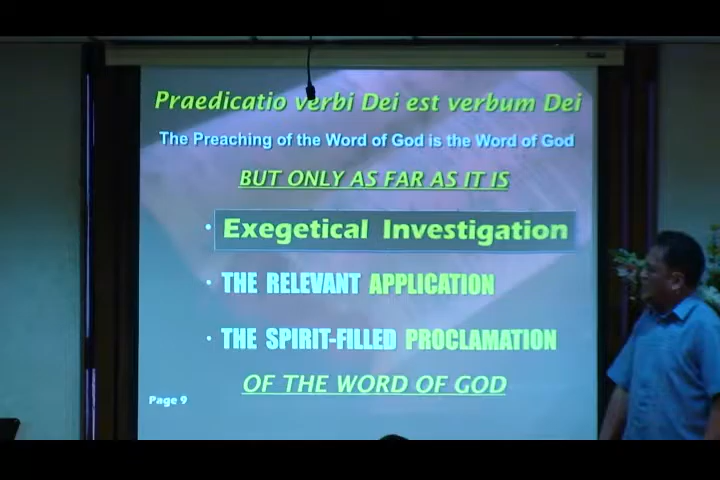 Praedicatio verbi Dei est verbum Dei
The Preaching of the Word of God is the Word of God
BUT ONLY AS FAR AS IT IS
• Exegetical Investigation
• THE RELEVANT APPLICATION
• THE SPIRIT-FILLED PROCLAMATION
OF THE WORD OF GOD
Page 9